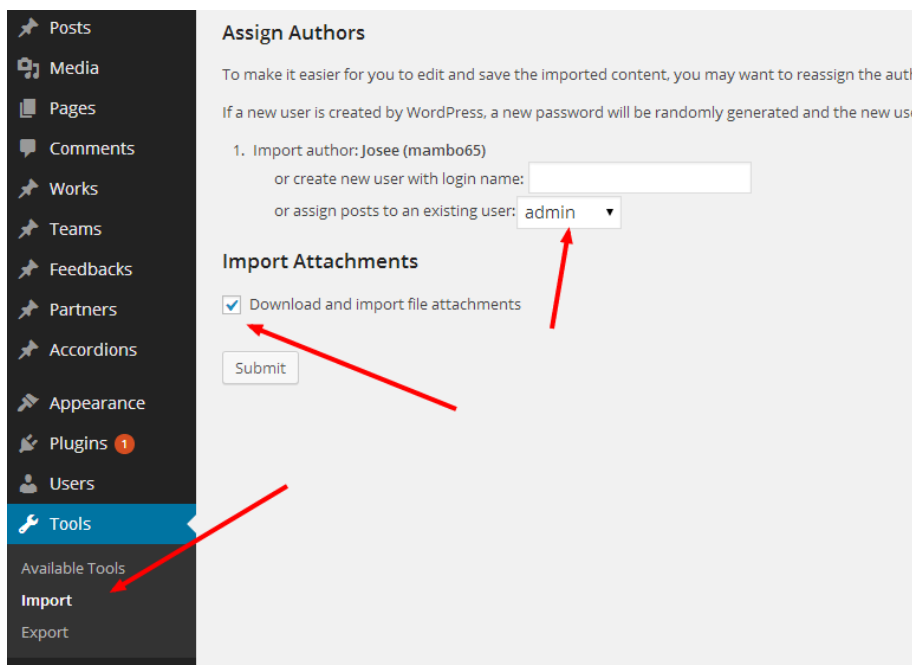 Posts
Media
Pages
Comments
Works
Teams
Feedbacks
Partners
Accordions
Appearance
Plugins 1
Users
Tools
Available Tools
Import
Export
Assign Authors
To make it easier for you to edit and save the imported content, you may want to reassign the
If a new user is created by WordPress, a new password will be randomly generated and the new
1. Import author: Josee (mambo65)
or create new user with login name:
or assign posts to an existing user: admin
Import Attachments
Download and import file attachments
Submit